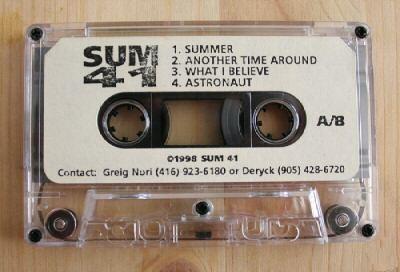 SUM
41
1. SUMMER
2. ANOTHER TIME AROUND
3. WHAT I BELIEVE
4. ASTRONAUT
A/B
©1998 SUM 41
Contact: Greig Nori (416) 923-6180 or Deryck (905) 428-6720